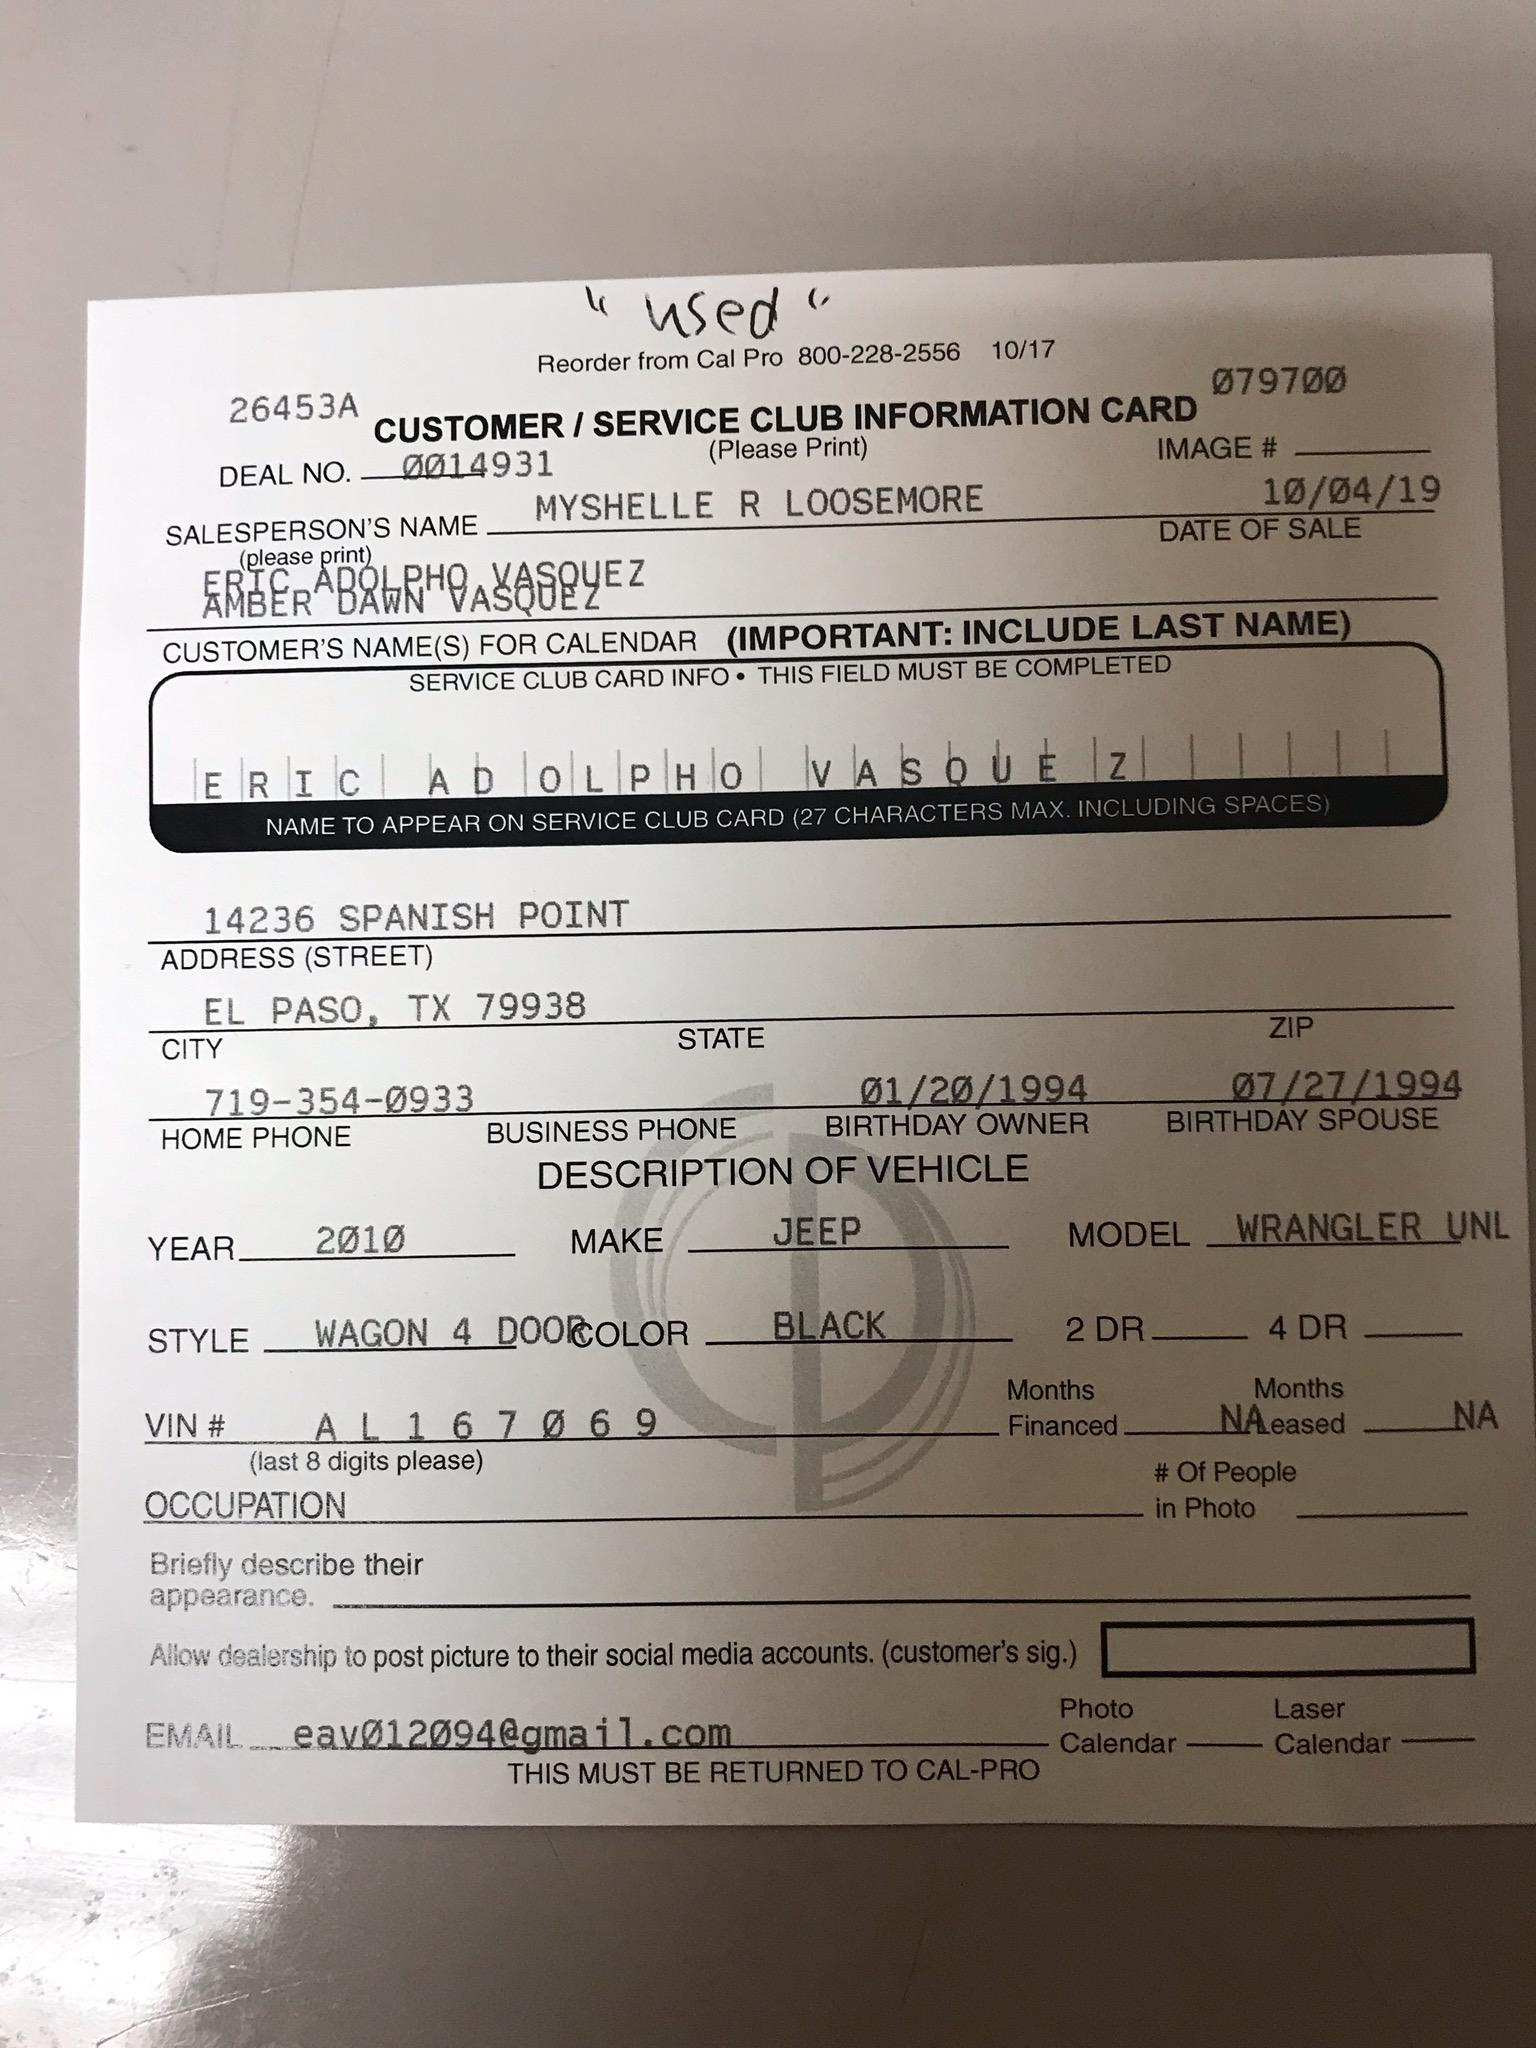 "used"
Reorder from Cal Pro 800-228-2556 10/17
26453A
079700
CUSTOMER / SERVICE CLUB INFORMATION CARD
(Please Print)
DEAL NO. 0014931
IMAGE #
SALESPERSON'S NAME MYSHELLE R LOOSEMORE
10/04/19
(please print)
DATE OF SALE
ERIC ADOLPHO VASQUEZ
AMBER DAWN VASQUEZ
CUSTOMER'S NAME(S) FOR CALENDAR (IMPORTANT: INCLUDE LAST NAME)
SERVICE CLUB CARD INFO • THIS FIELD MUST BE COMPLETED
ERIC ADOLPHO VASQUEZ
NAME TO APPEAR ON SERVICE CLUB CARD (27 CHARACTERS MAX. INCLUDING SPACES)
14236 SPANISH POINT
ADDRESS (STREET)
EL PASO, TX 79938
CITY STATE ZIP
719-354-0933 01/20/1994 07/27/1994
HOME PHONE BUSINESS PHONE BIRTHDAY OWNER BIRTHDAY SPOUSE
DESCRIPTION OF VEHICLE
YEAR 2010 MAKE JEEP MODEL WRANGLER UNL
STYLE WAGON 4 DOOR COLOR BLACK 2 DR 4 DR
VIN # AL167069 Months Financed NA Months Leased NA
(last 8 digits please)
OCCUPATION # Of People in Photo
Briefly describe their
appearance.
Allow dealership to post picture to their social media accounts. (customer's sig.)
EMAIL eav012094@gmail.com Photo Calendar Laser Calendar
THIS MUST BE RETURNED TO CAL-PRO